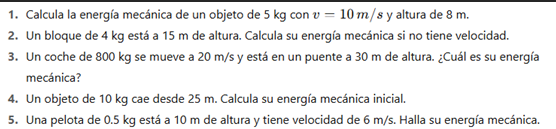 1. Calcula la energía mecánica de un objeto de 5 kg con v = 10 m/s y altura de 8 m.
2. Un bloque de 4 kg está a 15 m de altura. Calcula su energía mecánica si no tiene velocidad.
3. Un coche de 800 kg se mueve a 20 m/s y está en un puente a 30 m de altura. ¿Cuál es su energía
mecánica?
4. Un objeto de 10 kg cae desde 25 m. Calcula su energía mecánica inicial.
5. Una pelota de 0.5 kg está a 10 m de altura y tiene velocidad de 6 m/s. Halla su energía mecánica.